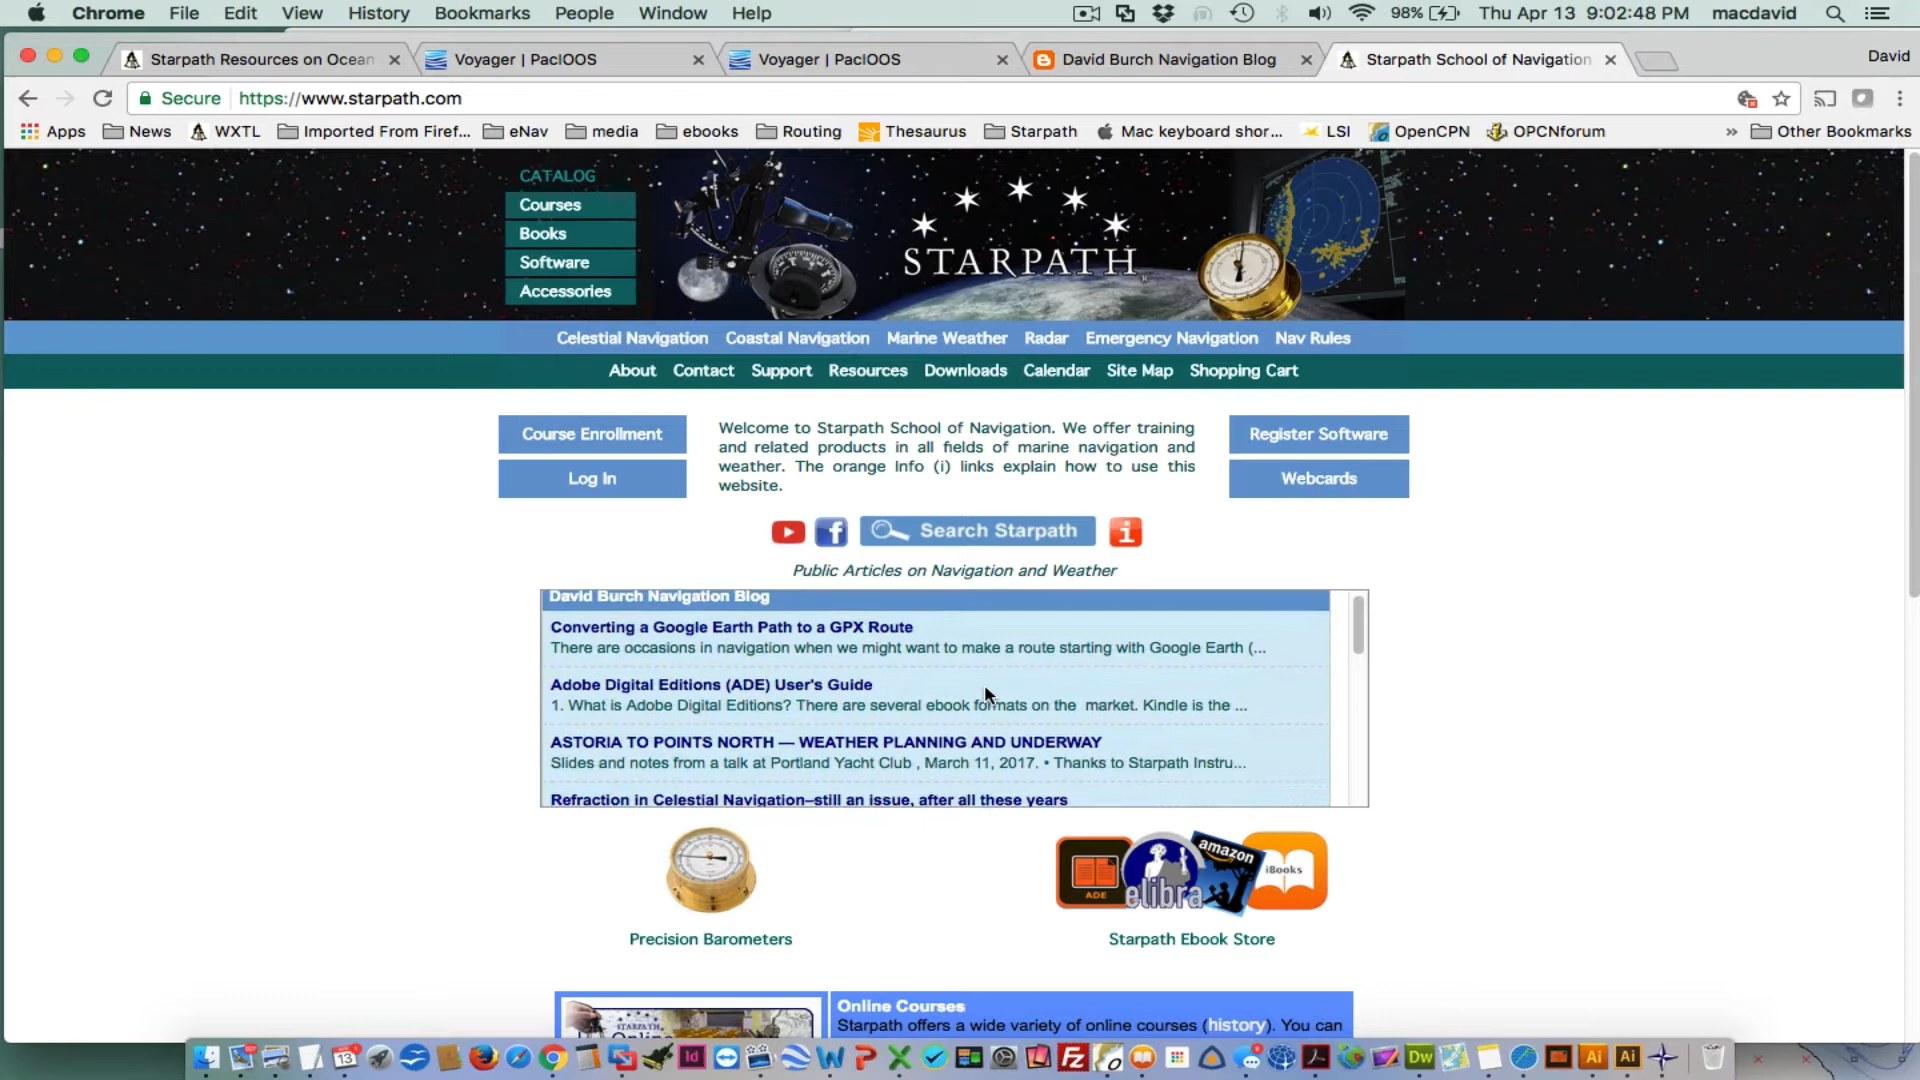 Chrome File Edit View History Bookmarks People Window Help 98% Thu Apr 13 9:02:48 PM macdavid
Starpath Resources on Ocean Voyager | PacIOOS Voyager | PacIOOS David Burch Navigation Blog Starpath School of Navigation David
Secure https://www.starpath.com
Apps News WXTL Imported From Firef... eNav media ebooks Routing Thesaurus Starpath Mac keyboard shor... LSI OpenCPN OPCNforum » Other Bookmarks
CATALOG
Courses
Books
Software
Accessories
STARPATH
Celestial Navigation Coastal Navigation Marine Weather Radar Emergency Navigation Nav Rules
About Contact Support Resources Downloads Calendar Site Map Shopping Cart
Course Enrollment
Log In
Welcome to Starpath School of Navigation. We offer training
and related products in all fields of marine navigation and
weather. The orange Info (i) links explain how to use this
website.
Register Software
Webcards
f Search Starpath i
Public Articles on Navigation and Weather
David Burch Navigation Blog
Converting a Google Earth Path to a GPX Route
There are occasions in navigation when we might want to make a route starting with Google Earth (...
Adobe Digital Editions (ADE) User's Guide
1. What is Adobe Digital Editions? There are several ebook formats on the market. Kindle is the ...
ASTORIA TO POINTS NORTH — WEATHER PLANNING AND UNDERWAY
Slides and notes from a talk at Portland Yacht Club , March 11, 2017. • Thanks to Starpath Instru...
Refraction in Celestial Navigation–still an issue, after all these years
ADE elibra amazon iBooks
Precision Barometers Starpath Ebook Store
STARPATH
Online
Online Courses
Starpath offers a wide variety of online courses (history). You can
13 Id W P X Fz Dw Ai Ai